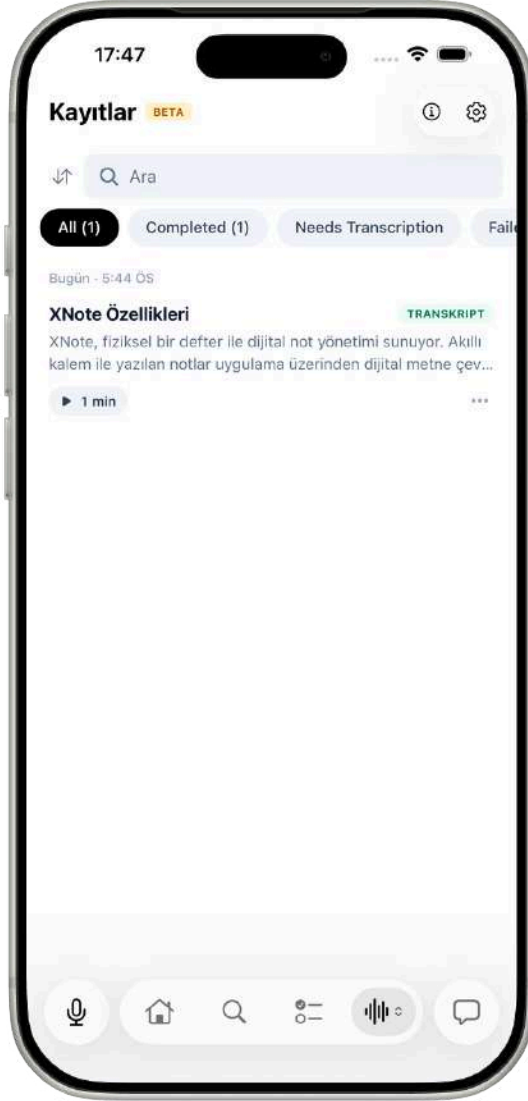 17:47
Kayıtlar BETA
Ara
All (1) Completed (1) Needs Transcription Faile
Bugün - 5:44 ÖS
XNote Özellikleri TRANSKRIPT
XNote, fiziksel bir defter ile dijital not yönetimi sunuyor. Akıllı
kalem ile yazılan notlar uygulama üzerinden dijital metne çev...
1 min